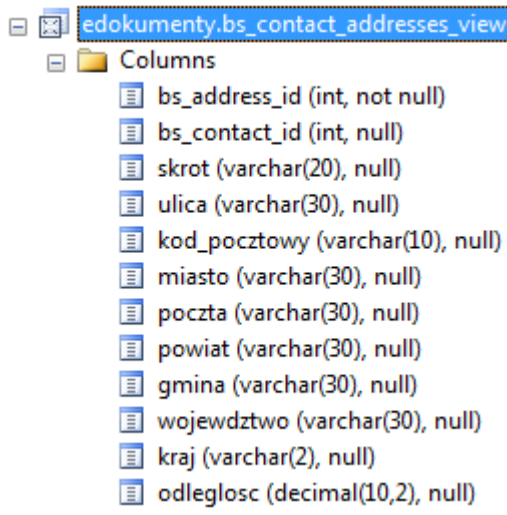 edokumenty.bs_contact_addresses_view
Columns
bs_address_id (int, not null)
bs_contact_id (int, null)
skrot (varchar(20), null)
ulica (varchar(30), null)
kod_pocztowy (varchar(10), null)
miasto (varchar(30), null)
poczta (varchar(30), null)
powiat (varchar(30), null)
gmina (varchar(30), null)
wojewdztwo (varchar(30), null)
kraj (varchar(2), null)
odleglosc (decimal(10,2), null)